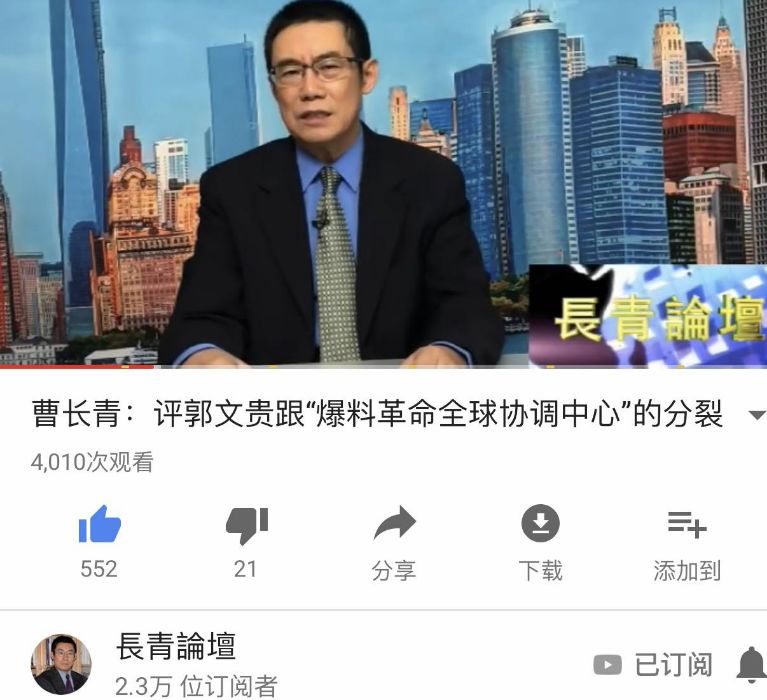 長青論壇
曹长青：评郭文贵跟“爆料革命全球协调中心”的分裂
4,010次观看
552
21
分享
下载
添加到
長青論壇
2.3万 位订阅者
已订阅